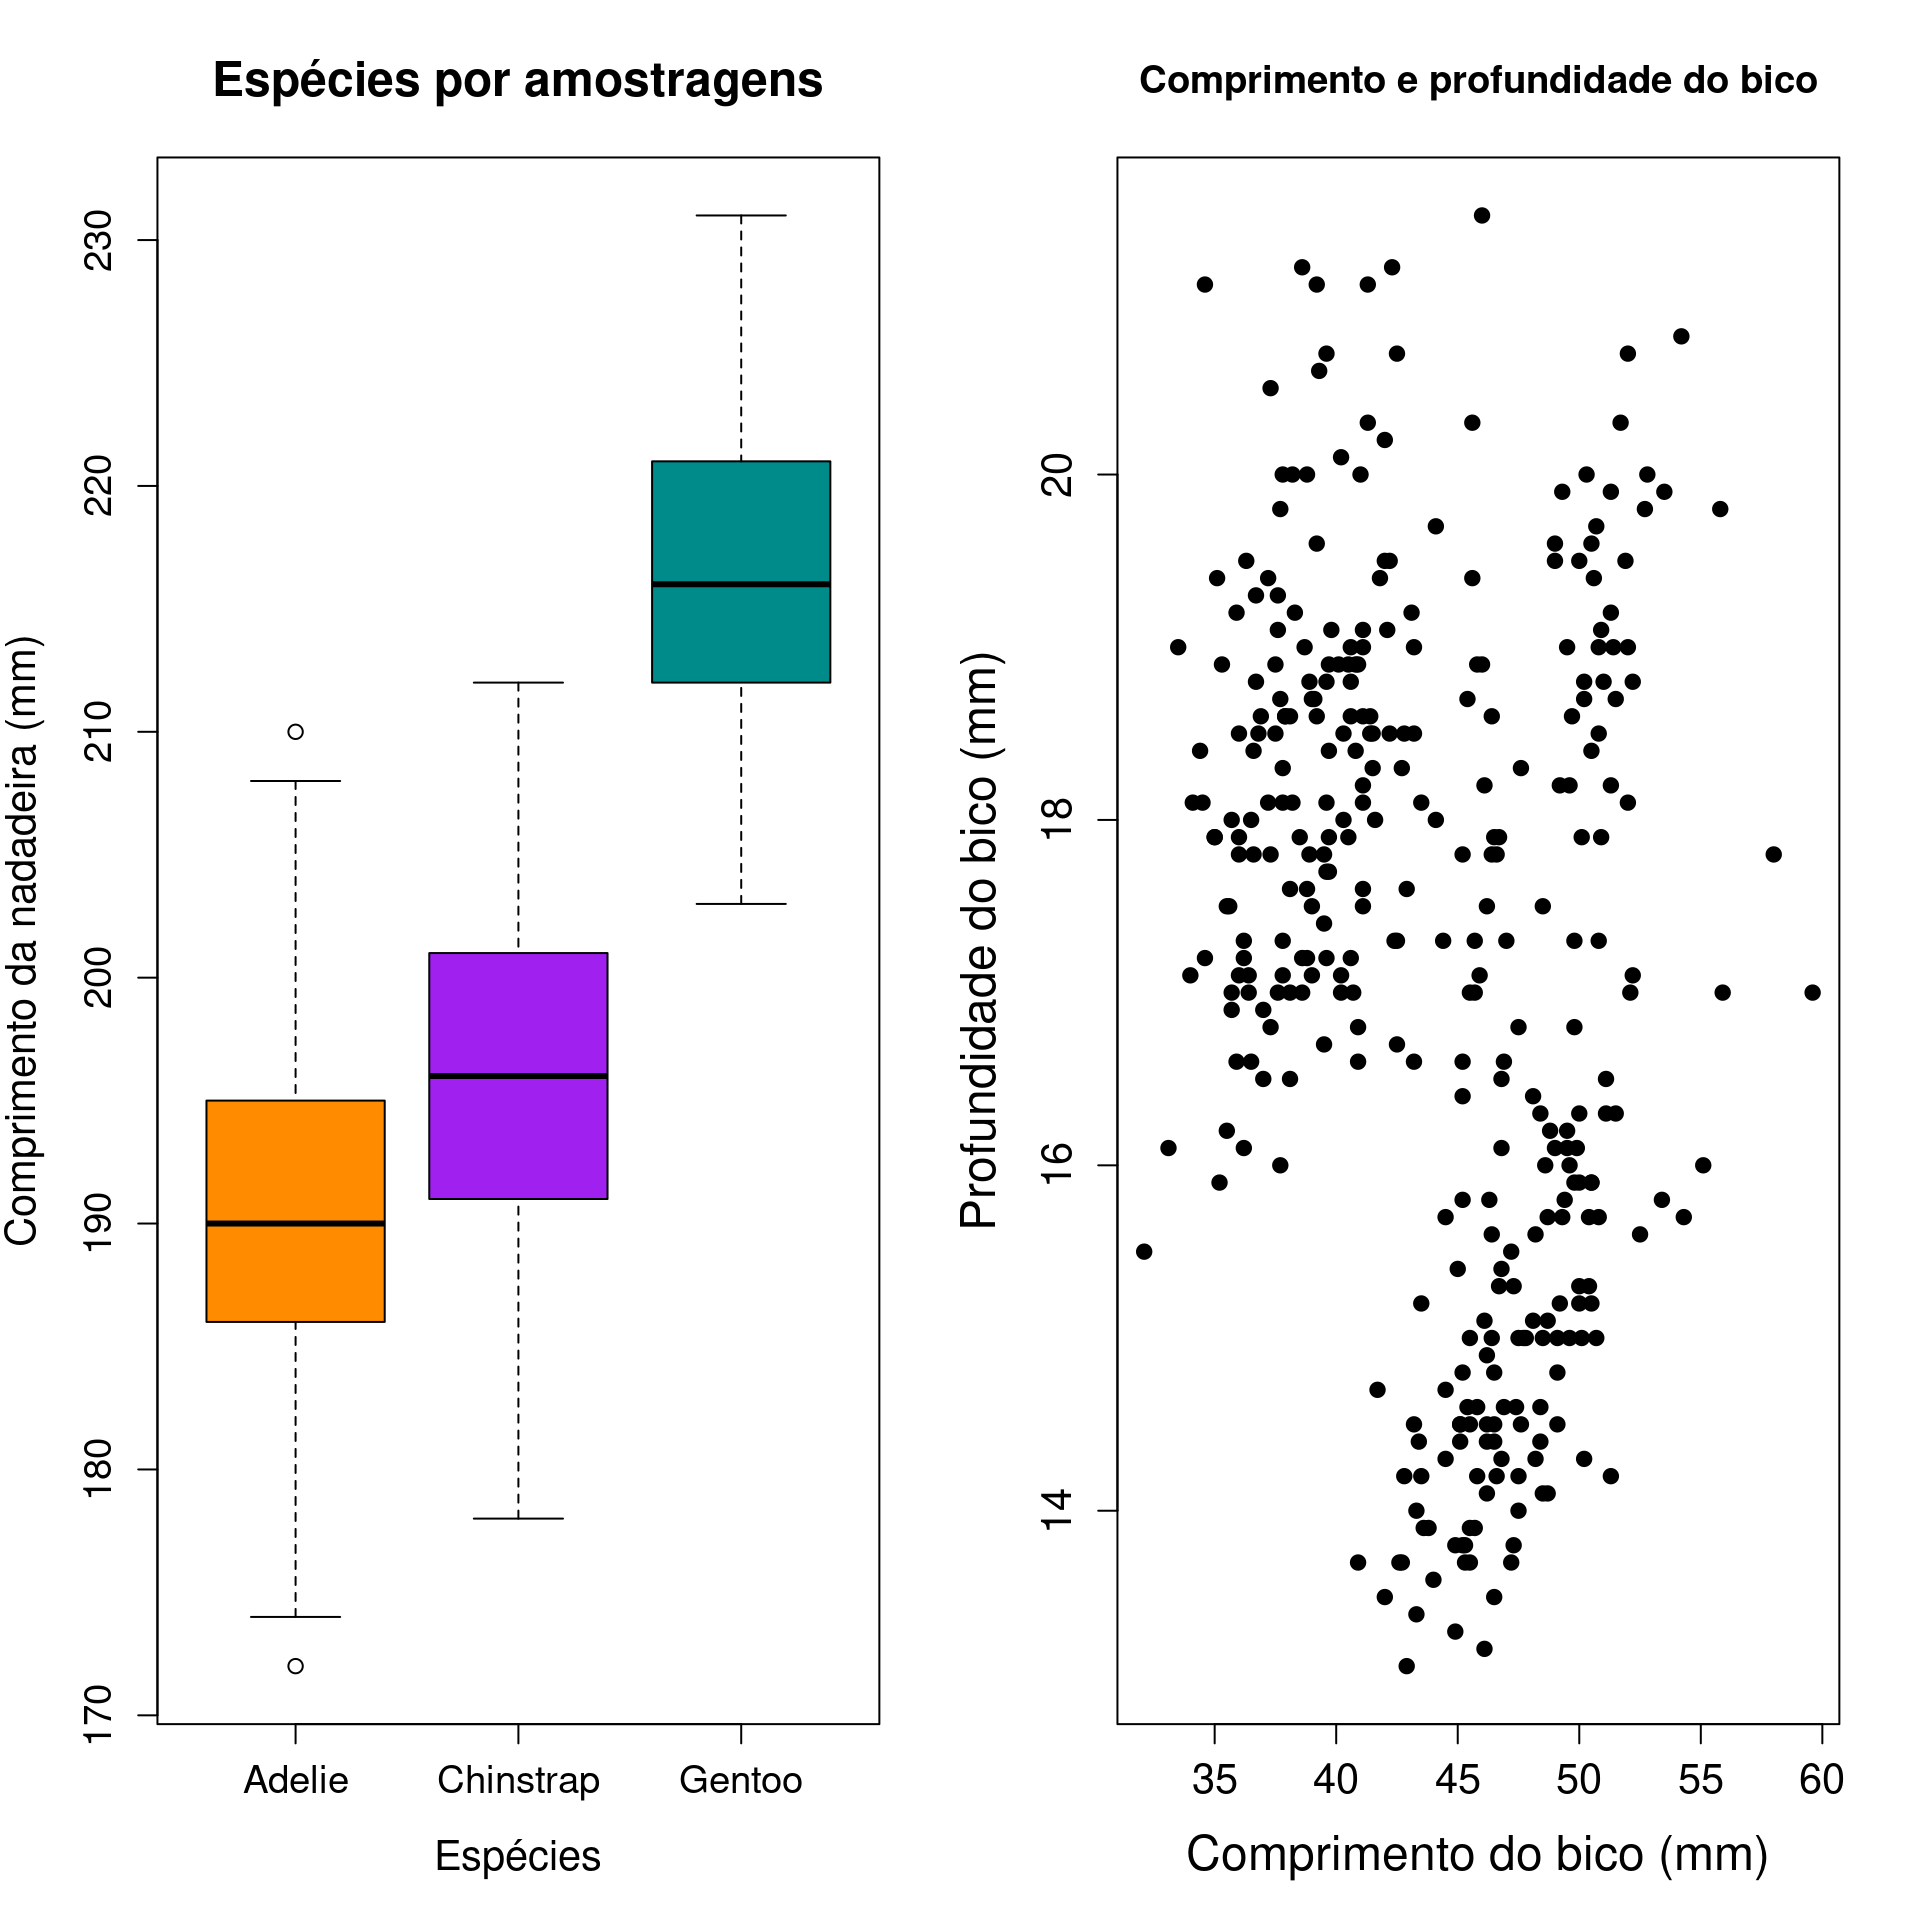 Espécies por amostragens
Comprimento da nadadeira (mm)
230
220
210
200
190
180
170
Adelie
Chinstrap
Gentoo
Espécies
Comprimento e profundidade do bico
Profundidade do bico (mm)
20
18
16
14
35
40
45
50
55
60
Comprimento do bico (mm)